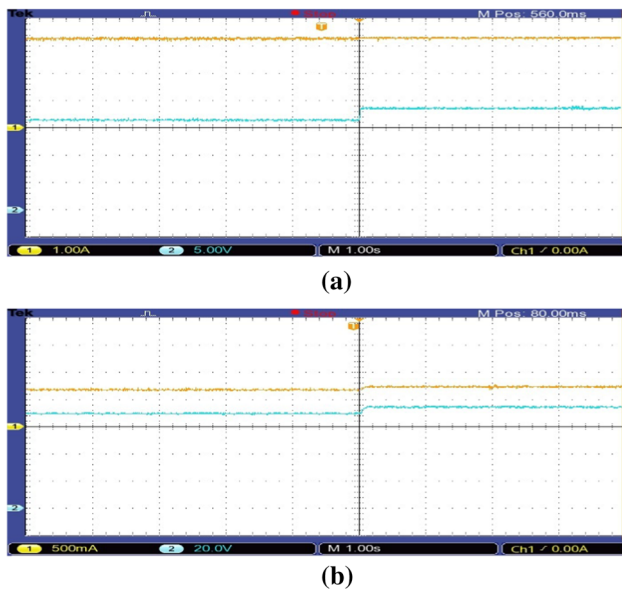 Tek M Pos: 560.0ms
T
1
2
1 1.00A 2 5.00V M 1.00s Ch1 / 0.00A
(a)
Tek M Pos: 80.00ms
T
1
2
1 500mA 2 20.0V M 1.00s Ch1 / 0.00A
(b)